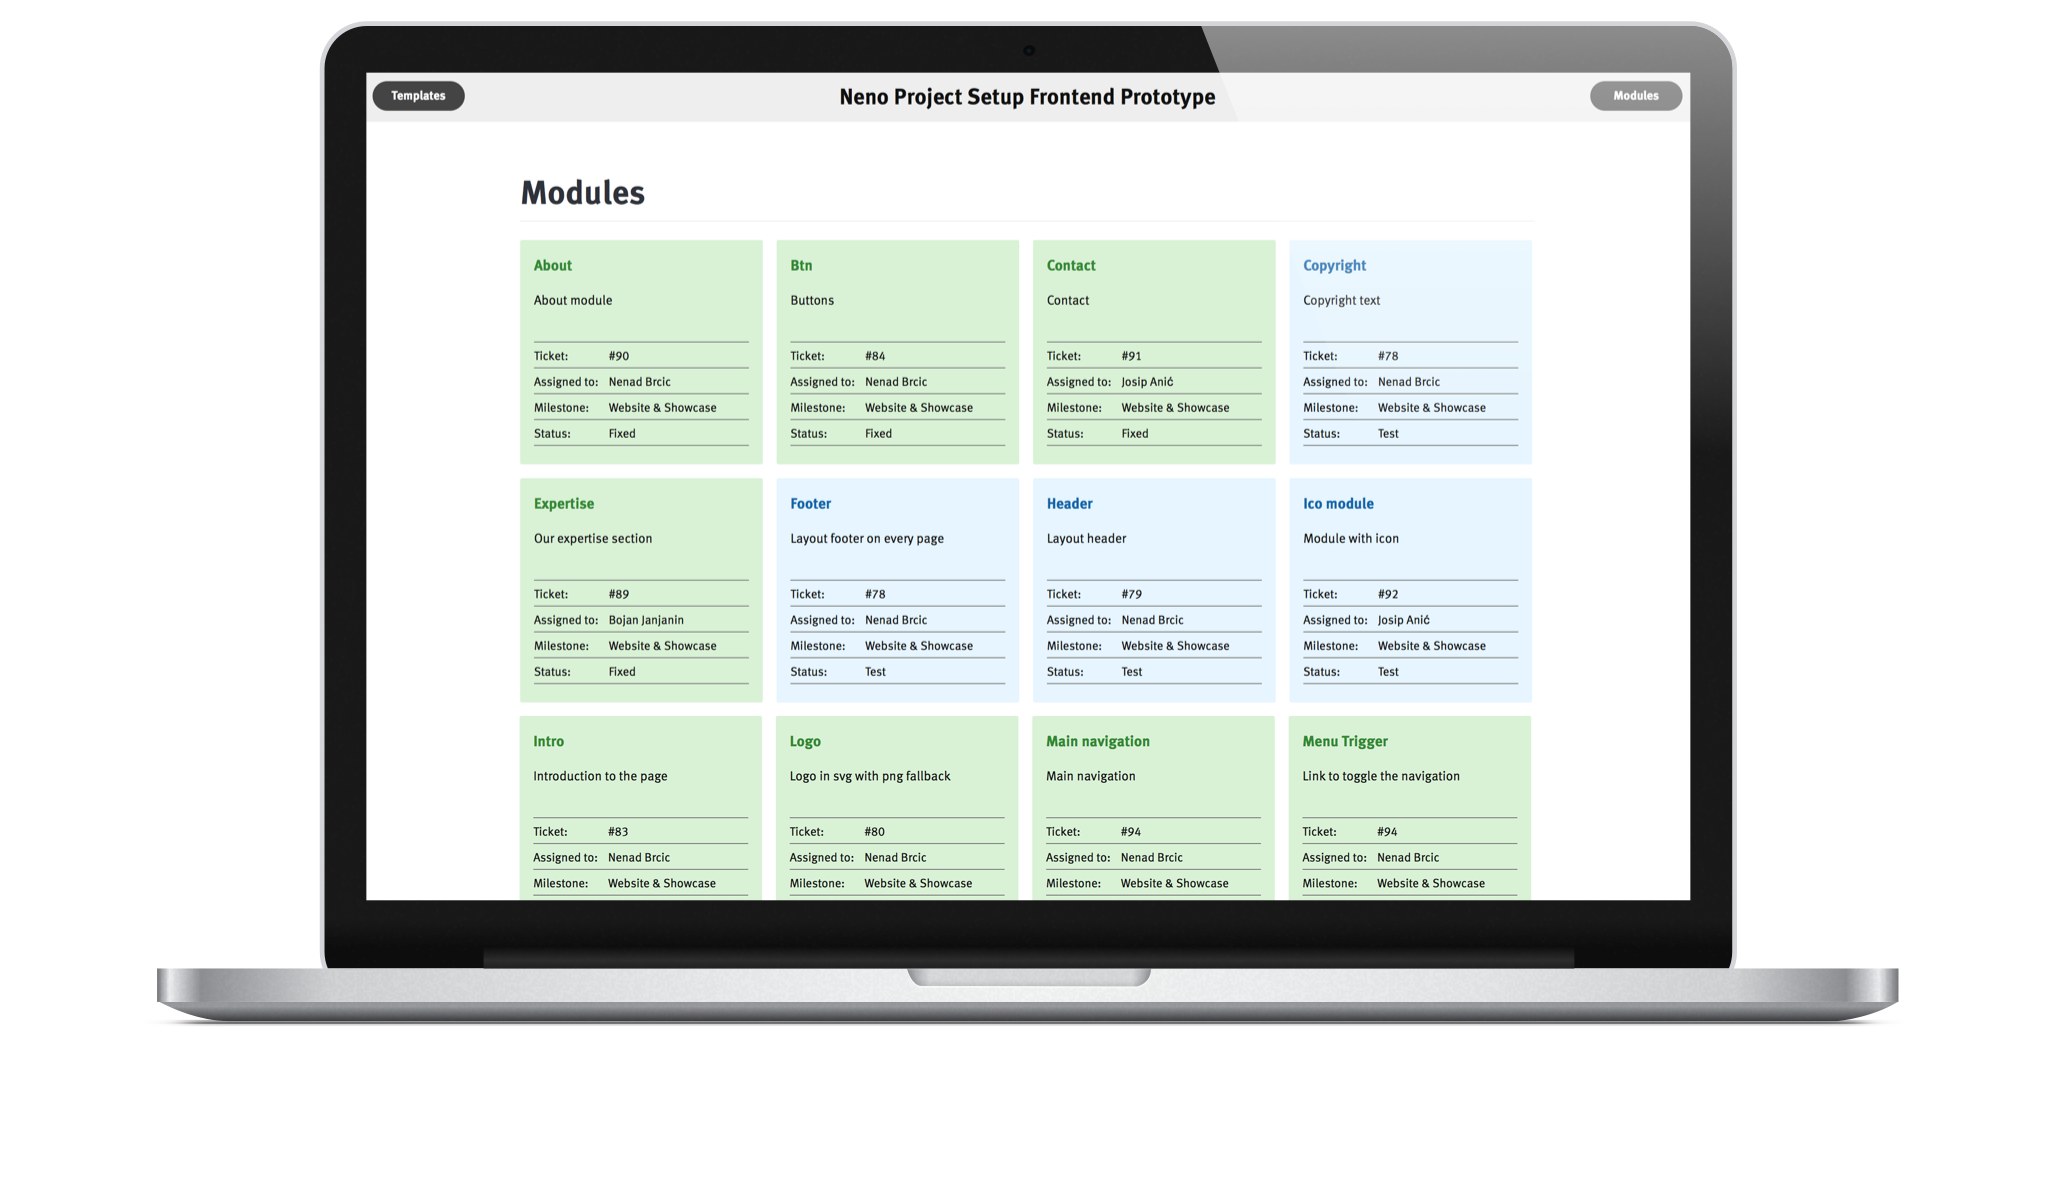 Templates
Neno Project Setup Frontend Prototype
Modules
Modules
About
About module
Ticket: #90
Assigned to: Nenad Brcic
Milestone: Website & Showcase
Status: Fixed
Btn
Buttons
Ticket: #84
Assigned to: Nenad Brcic
Milestone: Website & Showcase
Status: Fixed
Contact
Contact
Ticket: #91
Assigned to: Josip Anić
Milestone: Website & Showcase
Status: Fixed
Copyright
Copyright text
Ticket: #78
Assigned to: Nenad Brcic
Milestone: Website & Showcase
Status: Test
Expertise
Our expertise section
Ticket: #89
Assigned to: Bojan Janjanin
Milestone: Website & Showcase
Status: Fixed
Footer
Layout footer on every page
Ticket: #78
Assigned to: Nenad Brcic
Milestone: Website & Showcase
Status: Test
Header
Layout header
Ticket: #79
Assigned to: Nenad Brcic
Milestone: Website & Showcase
Status: Test
Ico module
Module with icon
Ticket: #92
Assigned to: Josip Anić
Milestone: Website & Showcase
Status: Test
Intro
Introduction to the page
Ticket: #83
Assigned to: Nenad Brcic
Milestone: Website & Showcase
Logo
Logo in svg with png fallback
Ticket: #80
Assigned to: Nenad Brcic
Milestone: Website & Showcase
Main navigation
Main navigation
Ticket: #94
Assigned to: Nenad Brcic
Milestone: Website & Showcase
Menu Trigger
Link to toggle the navigation
Ticket: #94
Assigned to: Nenad Brcic
Milestone: Website & Showcase